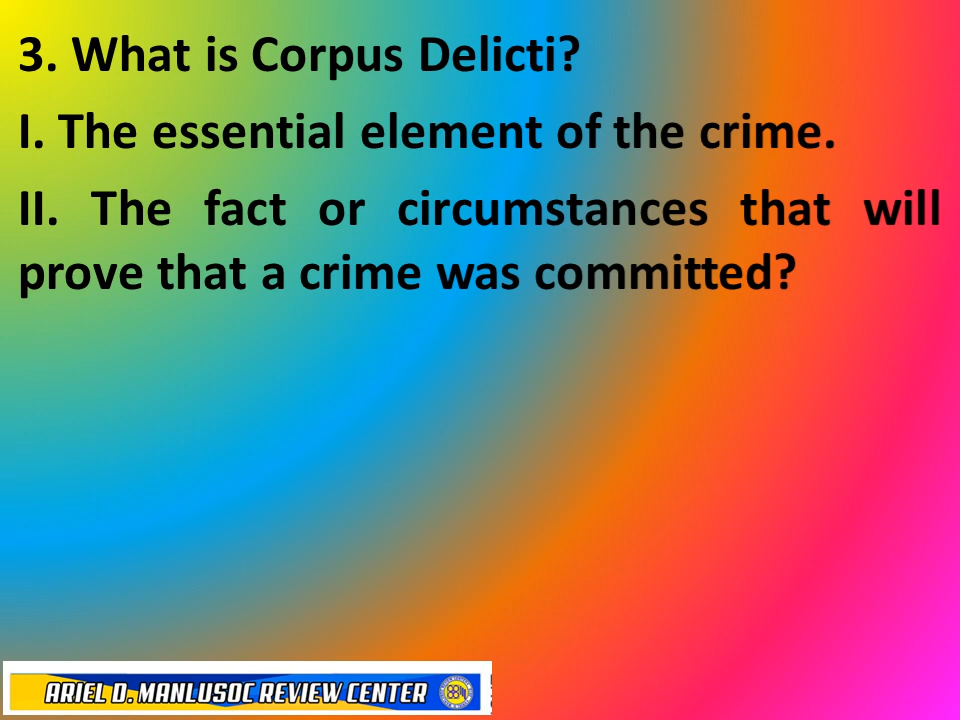 3. What is Corpus Delicti?
I. The essential element of the crime.
II. The fact or circumstances that will
prove that a crime was committed?
ARIEL D. MANLUSOC REVIEW CENTER